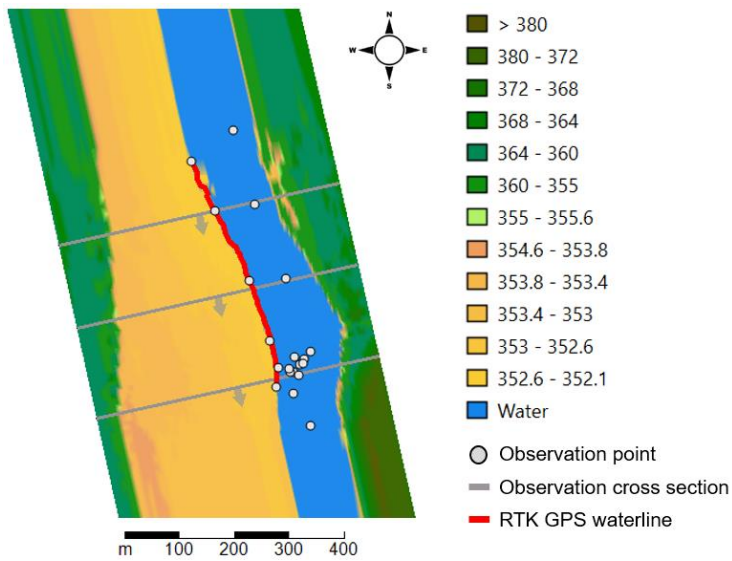 N
W E
S
> 380
380 - 372
372 - 368
368 - 364
364 - 360
360 - 355
355 - 355.6
354.6 - 353.8
353.8 - 353.4
353.4 - 353
353 - 352.6
352.6 - 352.1
Water
Observation point
Observation cross section
RTK GPS waterline
m 100 200 300 400